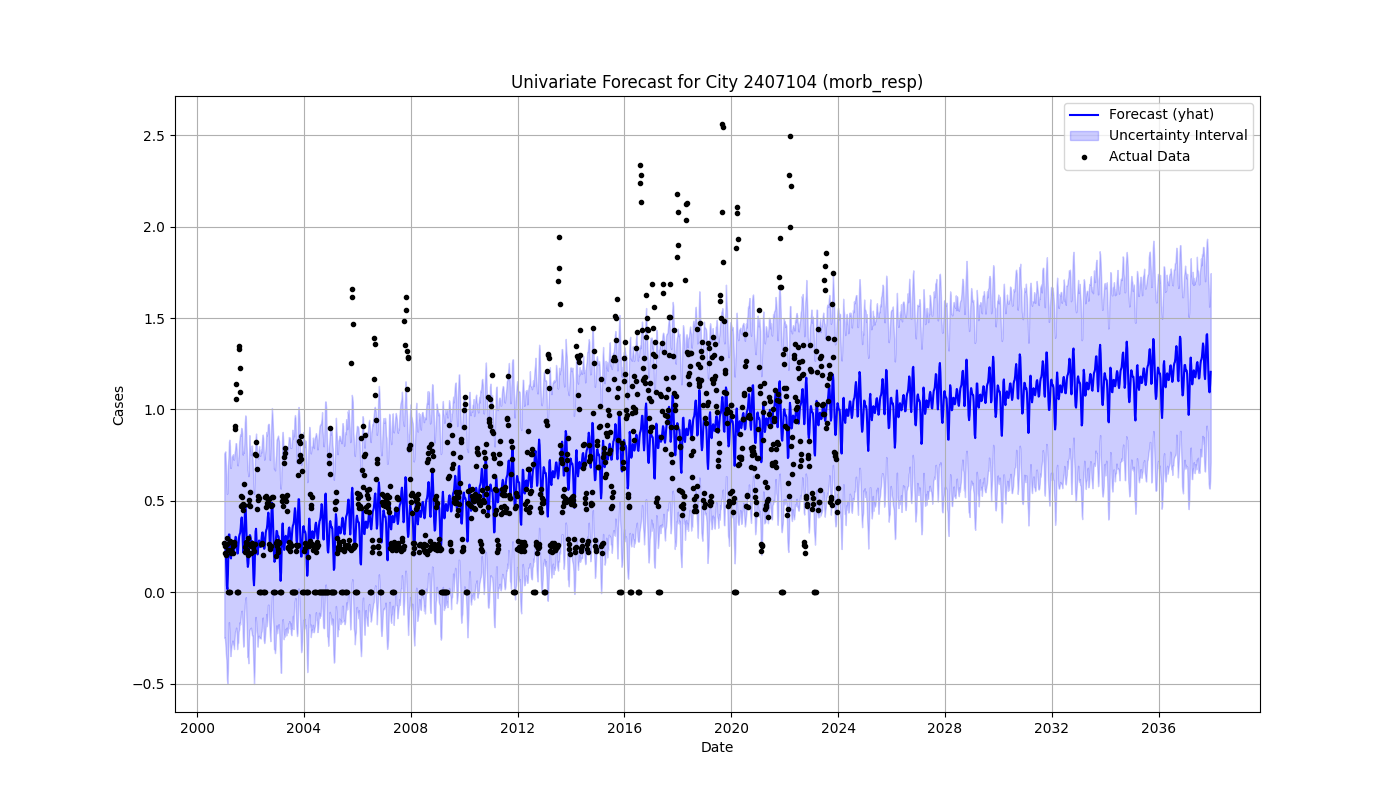 Univariate Forecast for City 2407104 (morb_resp)
Forecast (yhat)
Uncertainty Interval
Actual Data
Cases
2.5
2.0
1.5
1.0
0.5
0.0
−0.5
2000 2004 2008 2012 2016 2020 2024 2028 2032 2036
Date